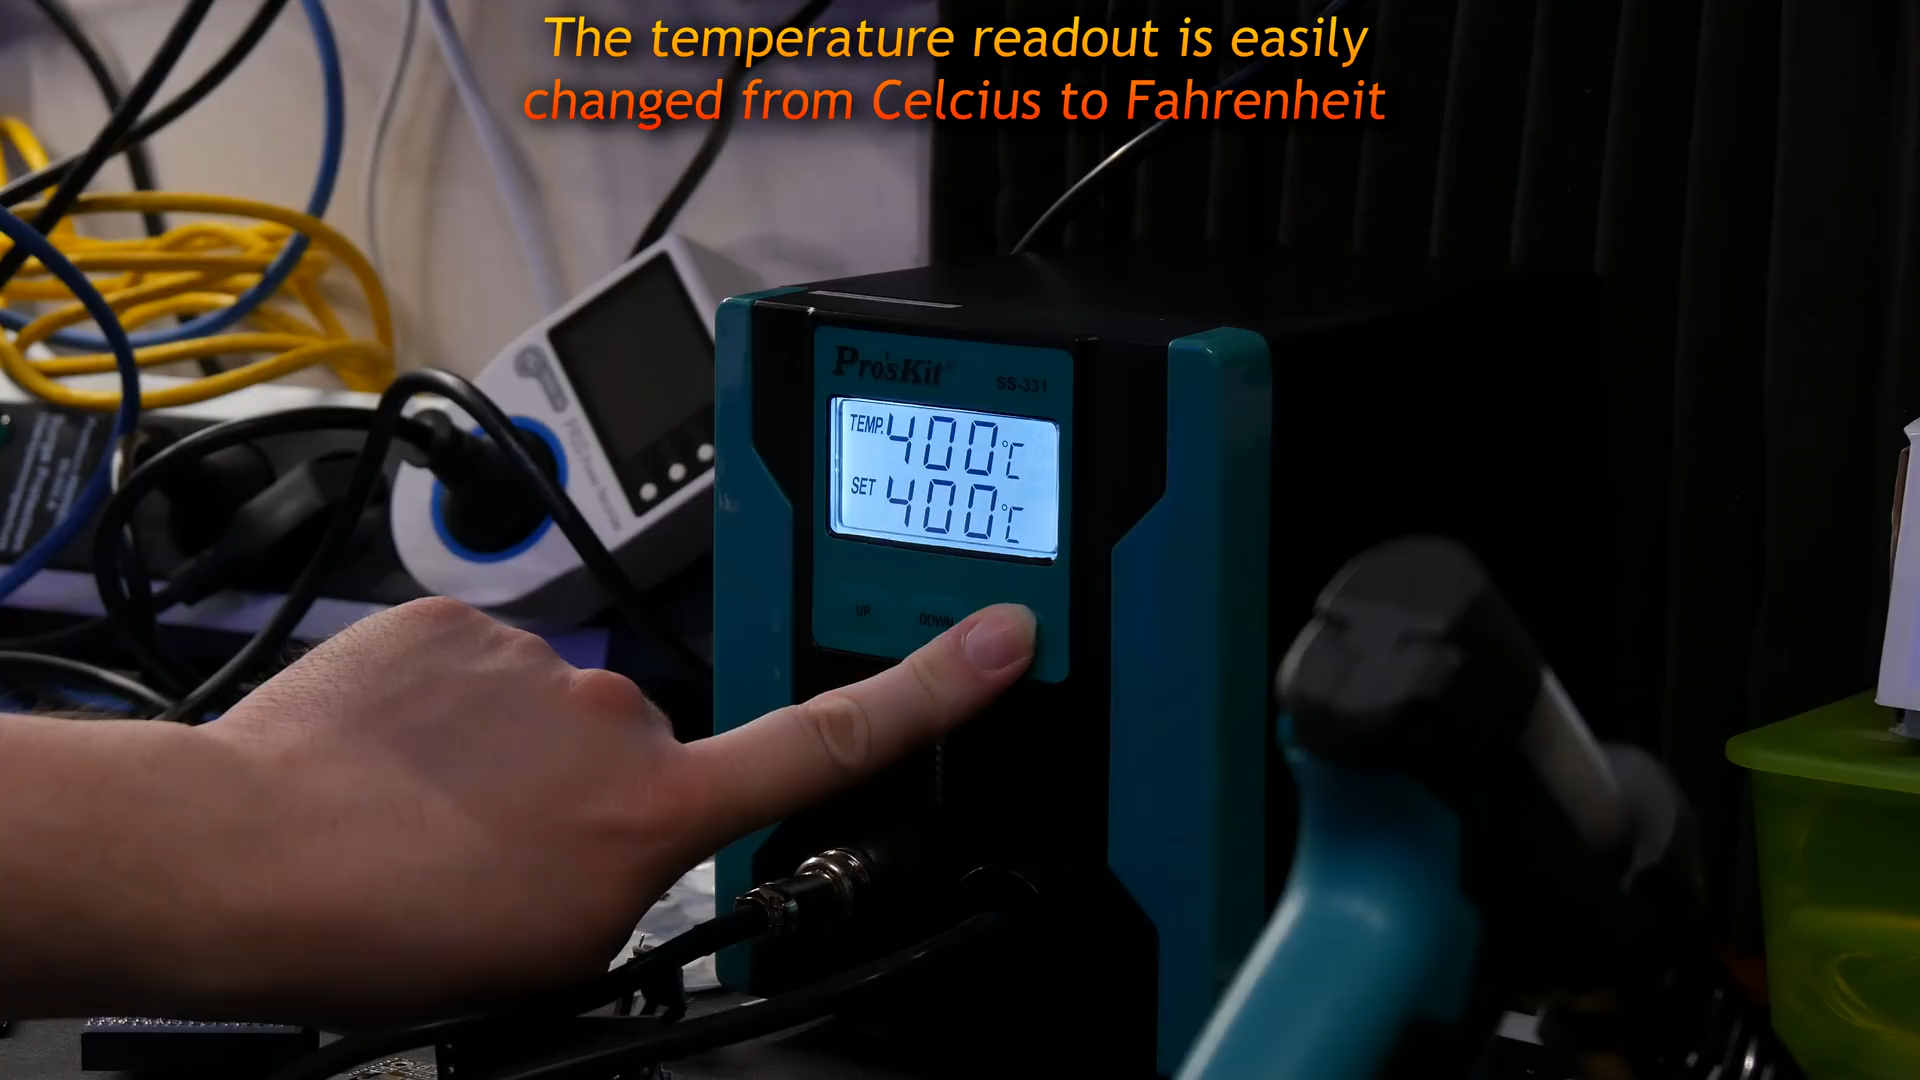 The temperature readout is easily
changed from Celcius to Fahrenheit
Pro'sKit®
SS-331
TEMP. 400°C
SET 400°C
UP
DOWN